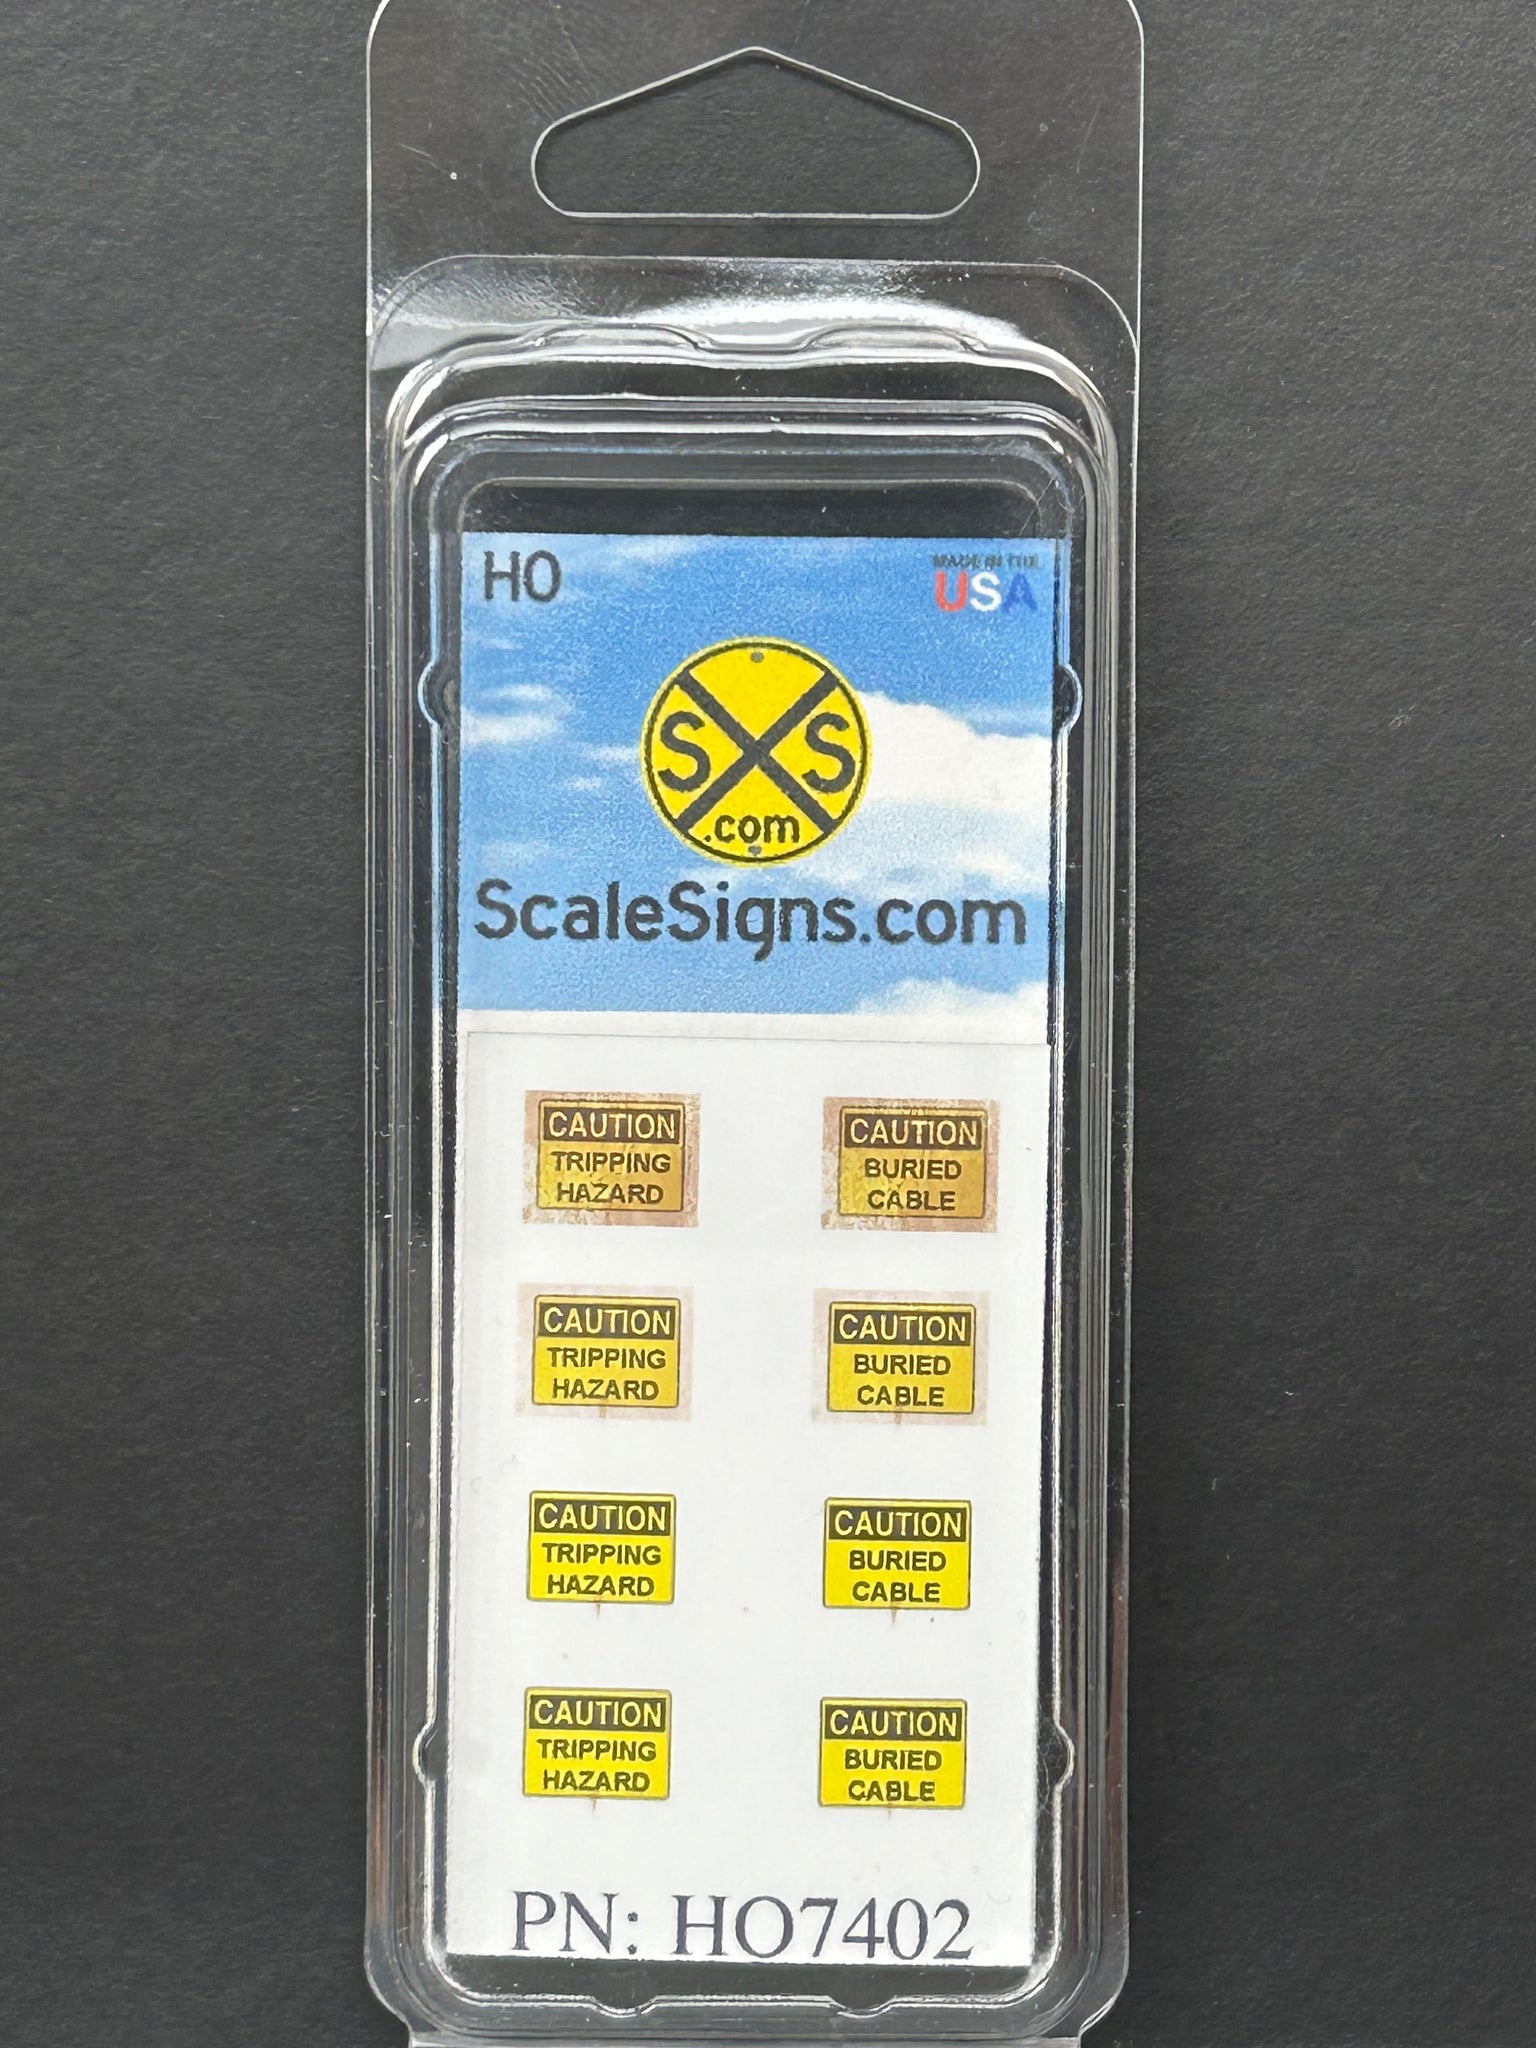 HO
MADE IN THE
USA
S X S
.com
ScaleSigns.com
CAUTION
TRIPPING
HAZARD
CAUTION
BURIED
CABLE
CAUTION
TRIPPING
HAZARD
CAUTION
BURIED
CABLE
CAUTION
TRIPPING
HAZARD
CAUTION
BURIED
CABLE
CAUTION
TRIPPING
HAZARD
CAUTION
BURIED
CABLE
PN: HO7402